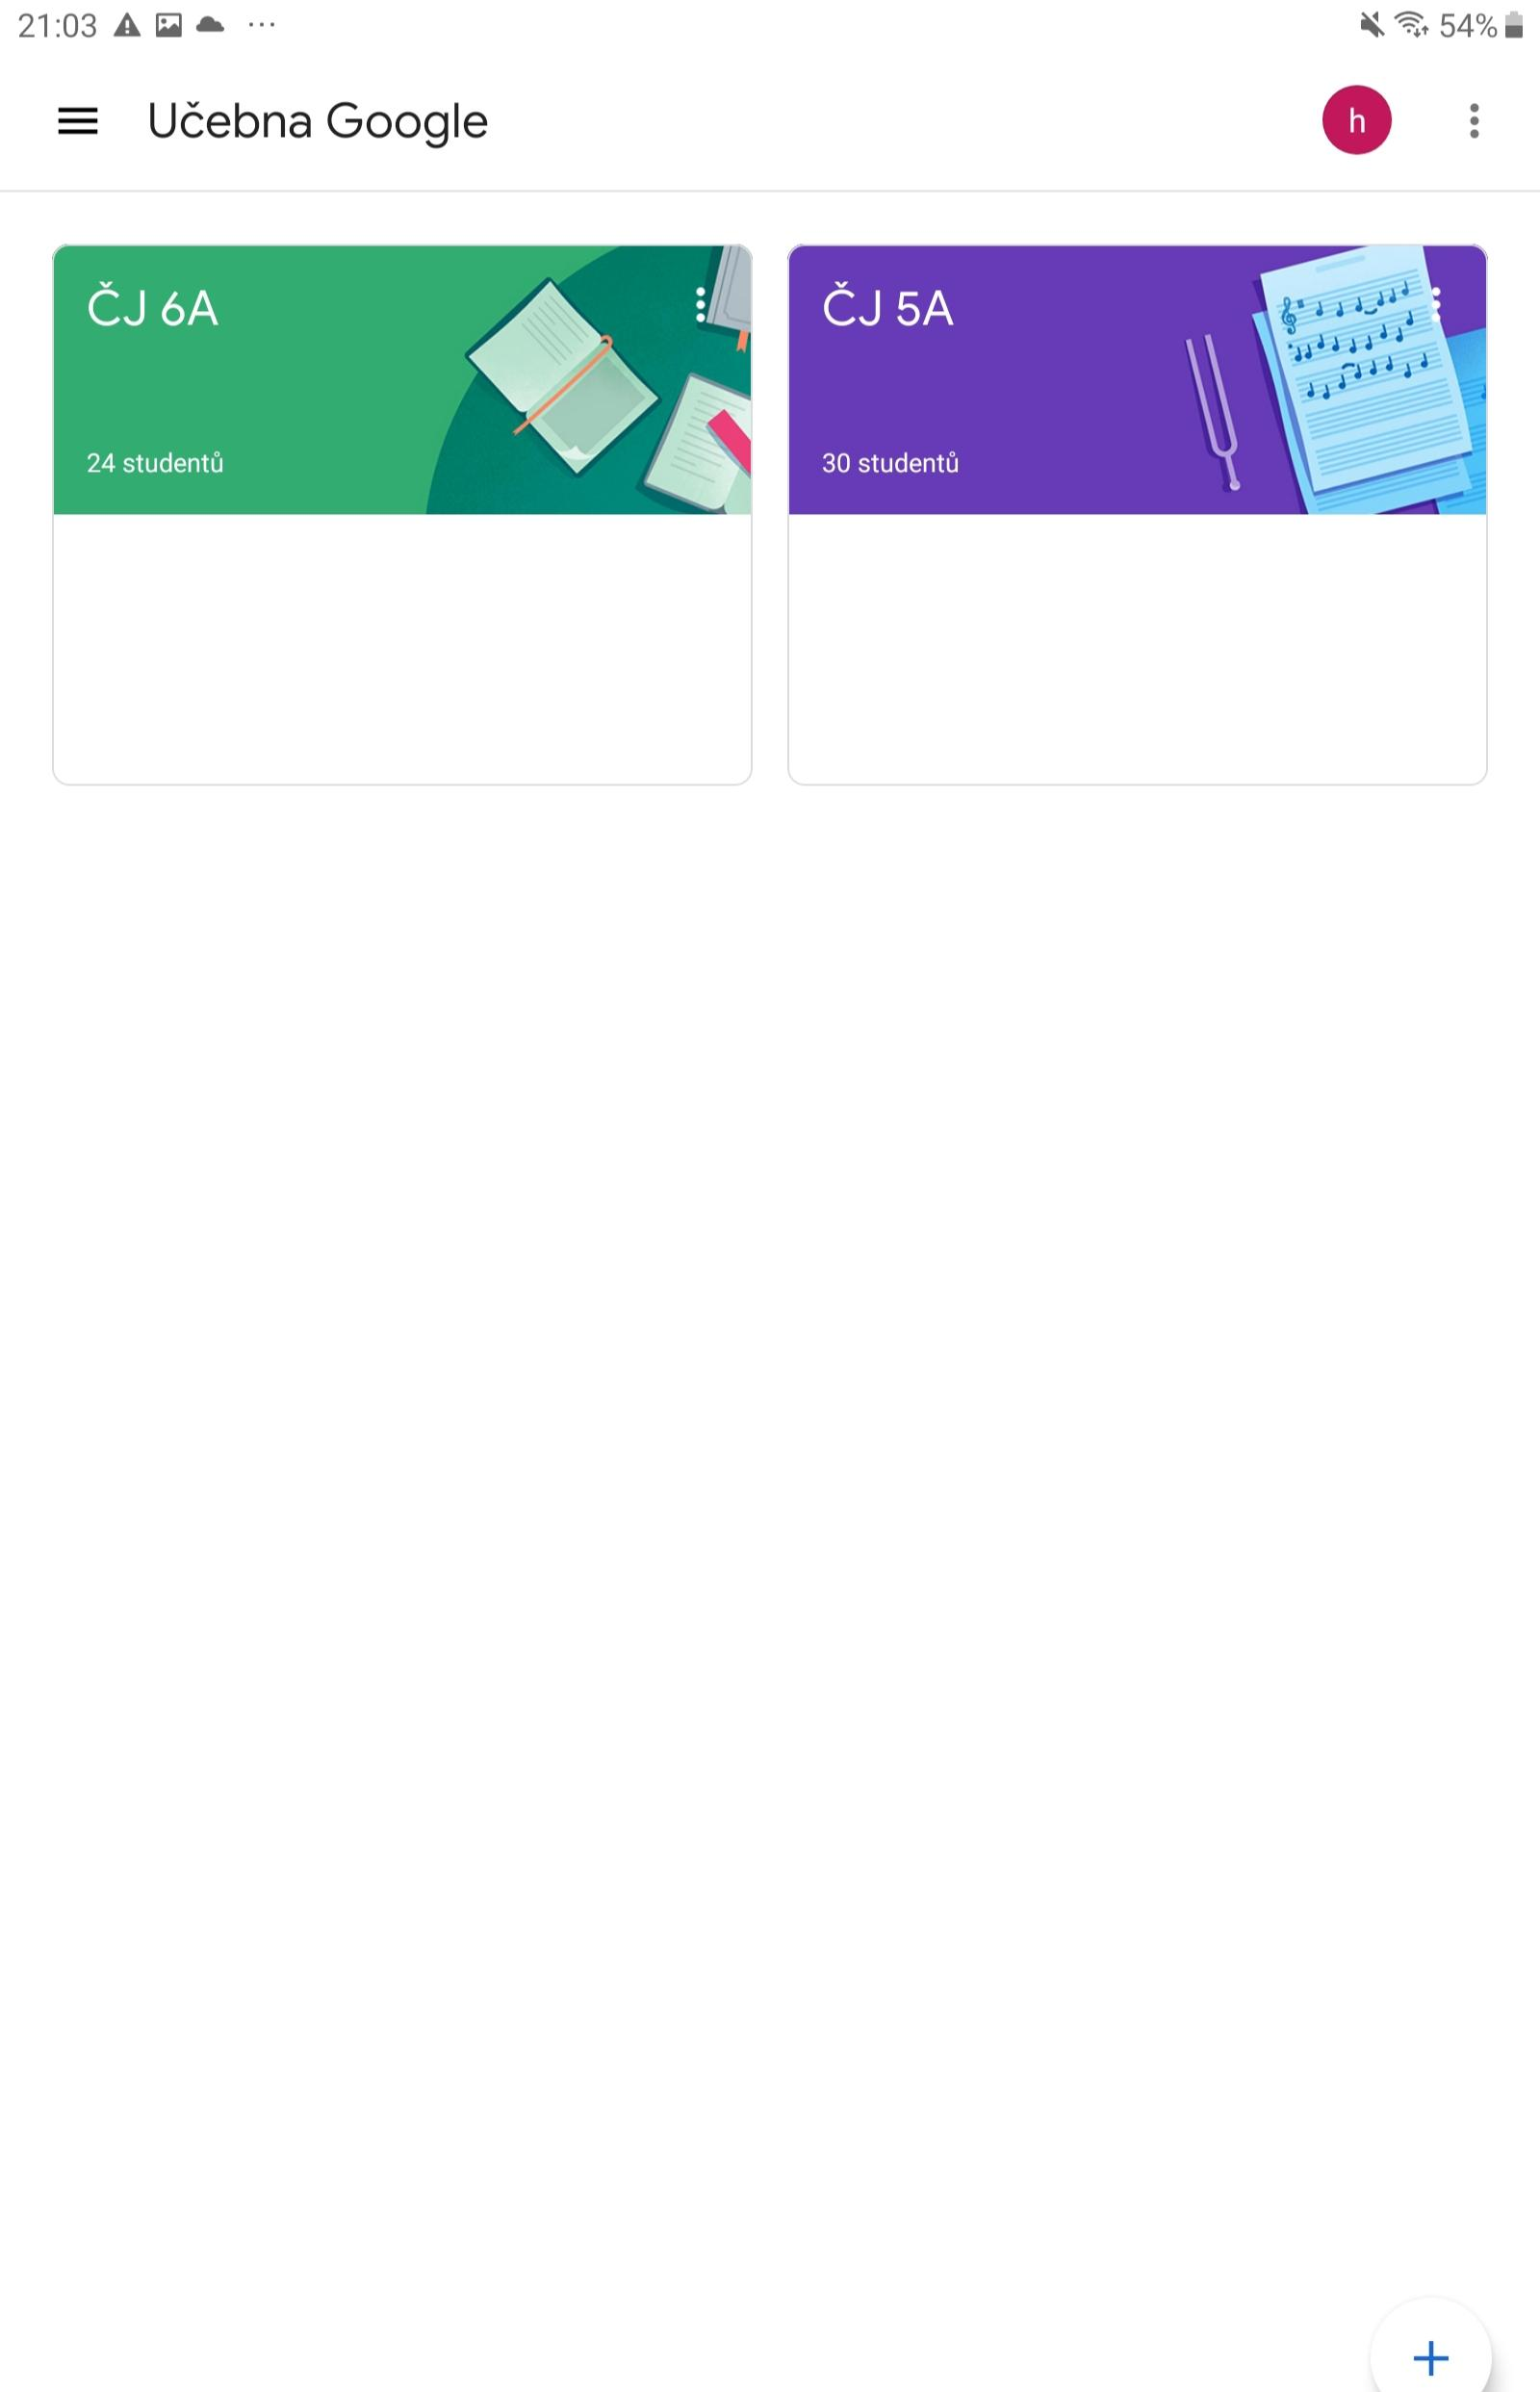 21:03 54%
Učebna Google h
ČJ 6A
24 studentů
ČJ 5A
30 studentů